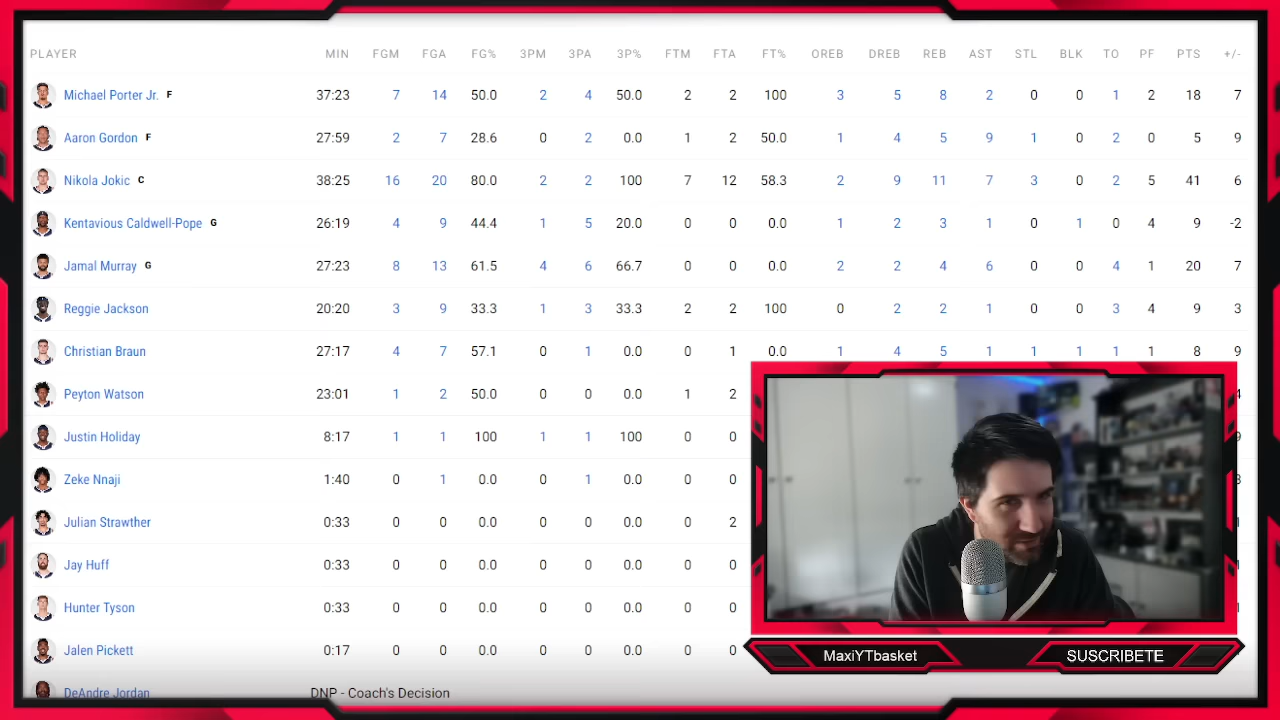 PLAYER MIN FGM FGA FG% 3PM 3PA 3P% FTM FTA FT% OREB DREB REB AST STL BLK TO PF PTS +/-
Michael Porter Jr. F 37:23 7 14 50.0 2 4 50.0 2 2 100 3 5 8 2 0 0 1 2 18 7
Aaron Gordon F 27:59 2 7 28.6 0 2 0.0 1 2 50.0 1 4 5 9 1 0 2 0 5 9
Nikola Jokic C 38:25 16 20 80.0 2 2 100 7 12 58.3 2 9 11 7 3 0 2 5 41 6
Kentavious Caldwell-Pope G 26:19 4 9 44.4 1 5 20.0 0 0 0.0 1 2 3 1 0 1 0 4 9 -2
Jamal Murray G 27:23 8 13 61.5 4 6 66.7 0 0 0.0 2 2 4 6 0 0 4 1 20 7
Reggie Jackson 20:20 3 9 33.3 1 3 33.3 2 2 100 0 2 2 1 0 0 3 4 9 3
Christian Braun 27:17 4 7 57.1 0 1 0.0 0 1 0.0 1 4 5 1 1 1 1 1 8 9
Peyton Watson 23:01 1 2 50.0 0 0 0.0 1 2
Justin Holiday 8:17 1 1 100 1 1 100 0 0
Zeke Nnaji 1:40 0 1 0.0 0 1 0.0 0 0
Julian Strawther 0:33 0 0 0.0 0 0 0.0 0 2
Jay Huff 0:33 0 0 0.0 0 0 0.0 0 0
Hunter Tyson 0:33 0 0 0.0 0 0 0.0 0 0
Jalen Pickett 0:17 0 0 0.0 0 0 0.0 0 0
DeAndre Jordan DNP - Coach's Decision
MaxiYTbasket
SUSCRIBETE